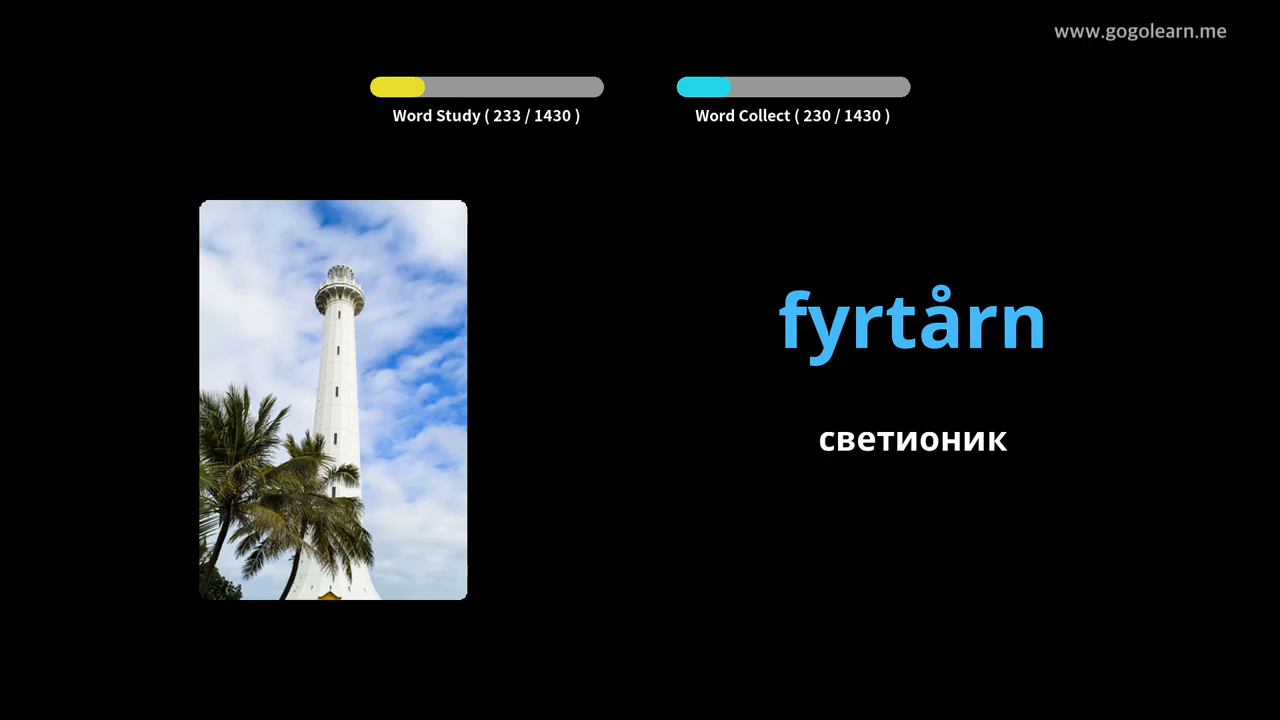 www.gogolearn.me
Word Study ( 233 / 1430 )
Word Collect ( 230 / 1430 )
fyrtårn
светионик